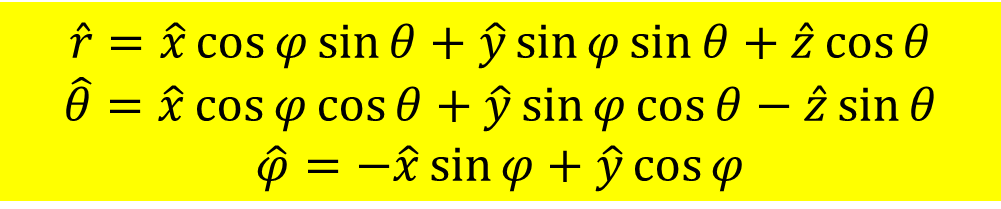 r̂ = x̂ cos φ sin θ + ŷ sin φ sin θ + ẑ cos θ
θ̂ = x̂ cos φ cos θ + ŷ sin φ cos θ − ẑ sin θ
φ̂ = −x̂ sin φ + ŷ cos φ